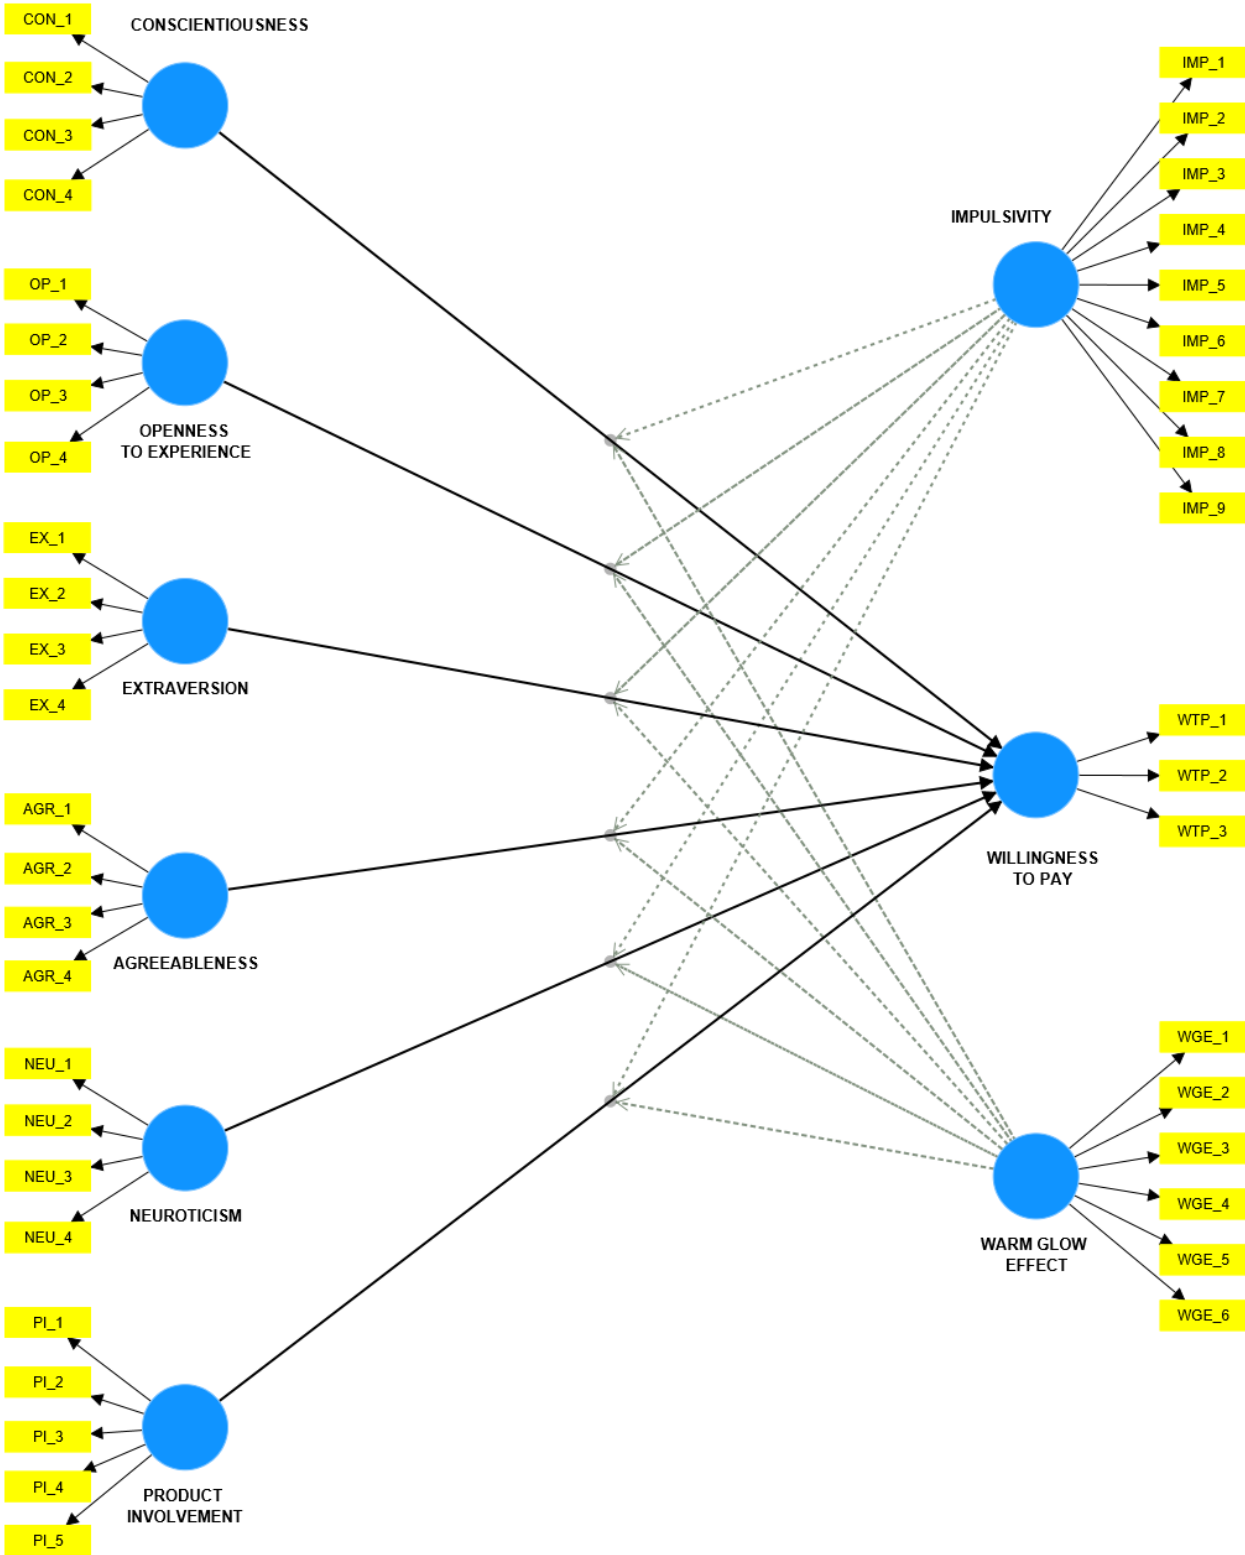 CON_1
CONSCIENTIOUSNESS
CON_2
CON_3
CON_4
OP_1
OP_2
OP_3
OP_4
OPENNESS
TO EXPERIENCE
EX_1
EX_2
EX_3
EX_4
EXTRAVERSION
AGR_1
AGR_2
AGR_3
AGR_4
AGREEABLENESS
NEU_1
NEU_2
NEU_3
NEU_4
NEUROTICISM
PI_1
PI_2
PI_3
PI_4
PI_5
PRODUCT
INVOLVEMENT
IMPULSIVITY
IMP_1
IMP_2
IMP_3
IMP_4
IMP_5
IMP_6
IMP_7
IMP_8
IMP_9
WTP_1
WTP_2
WTP_3
WILLINGNESS
TO PAY
WGE_1
WGE_2
WGE_3
WGE_4
WGE_5
WGE_6
WARM GLOW
EFFECT